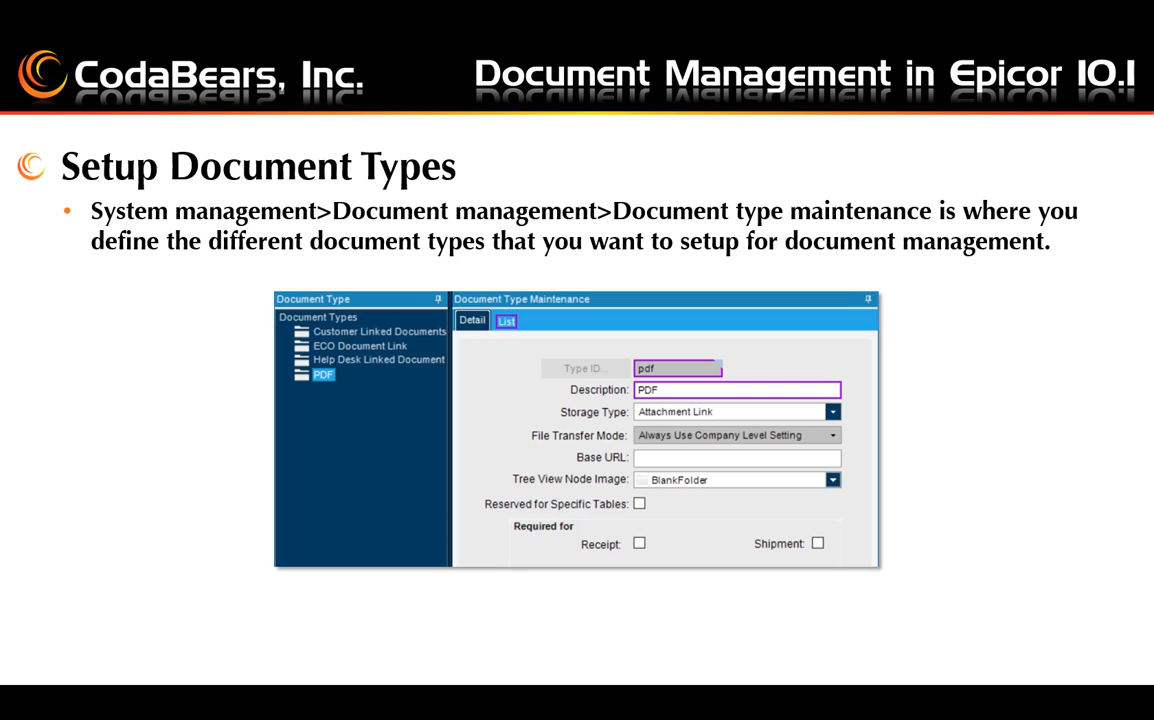 CodaBears, Inc.
Document Management in Epicor 10.1
Setup Document Types
• System management>Document management>Document type maintenance is where you
define the different document types that you want to setup for document management.
Document Type
Document Types
Customer Linked Documents
ECO Document Link
Help Desk Linked Document
PDF
Document Type Maintenance
Detail List
Type ID... pdf
Description: PDF
Storage Type: Attachment Link
File Transfer Mode: Always Use Company Level Setting
Base URL:
Tree View Node Image: BlankFolder
Reserved for Specific Tables:
Required for
Receipt: Shipment: